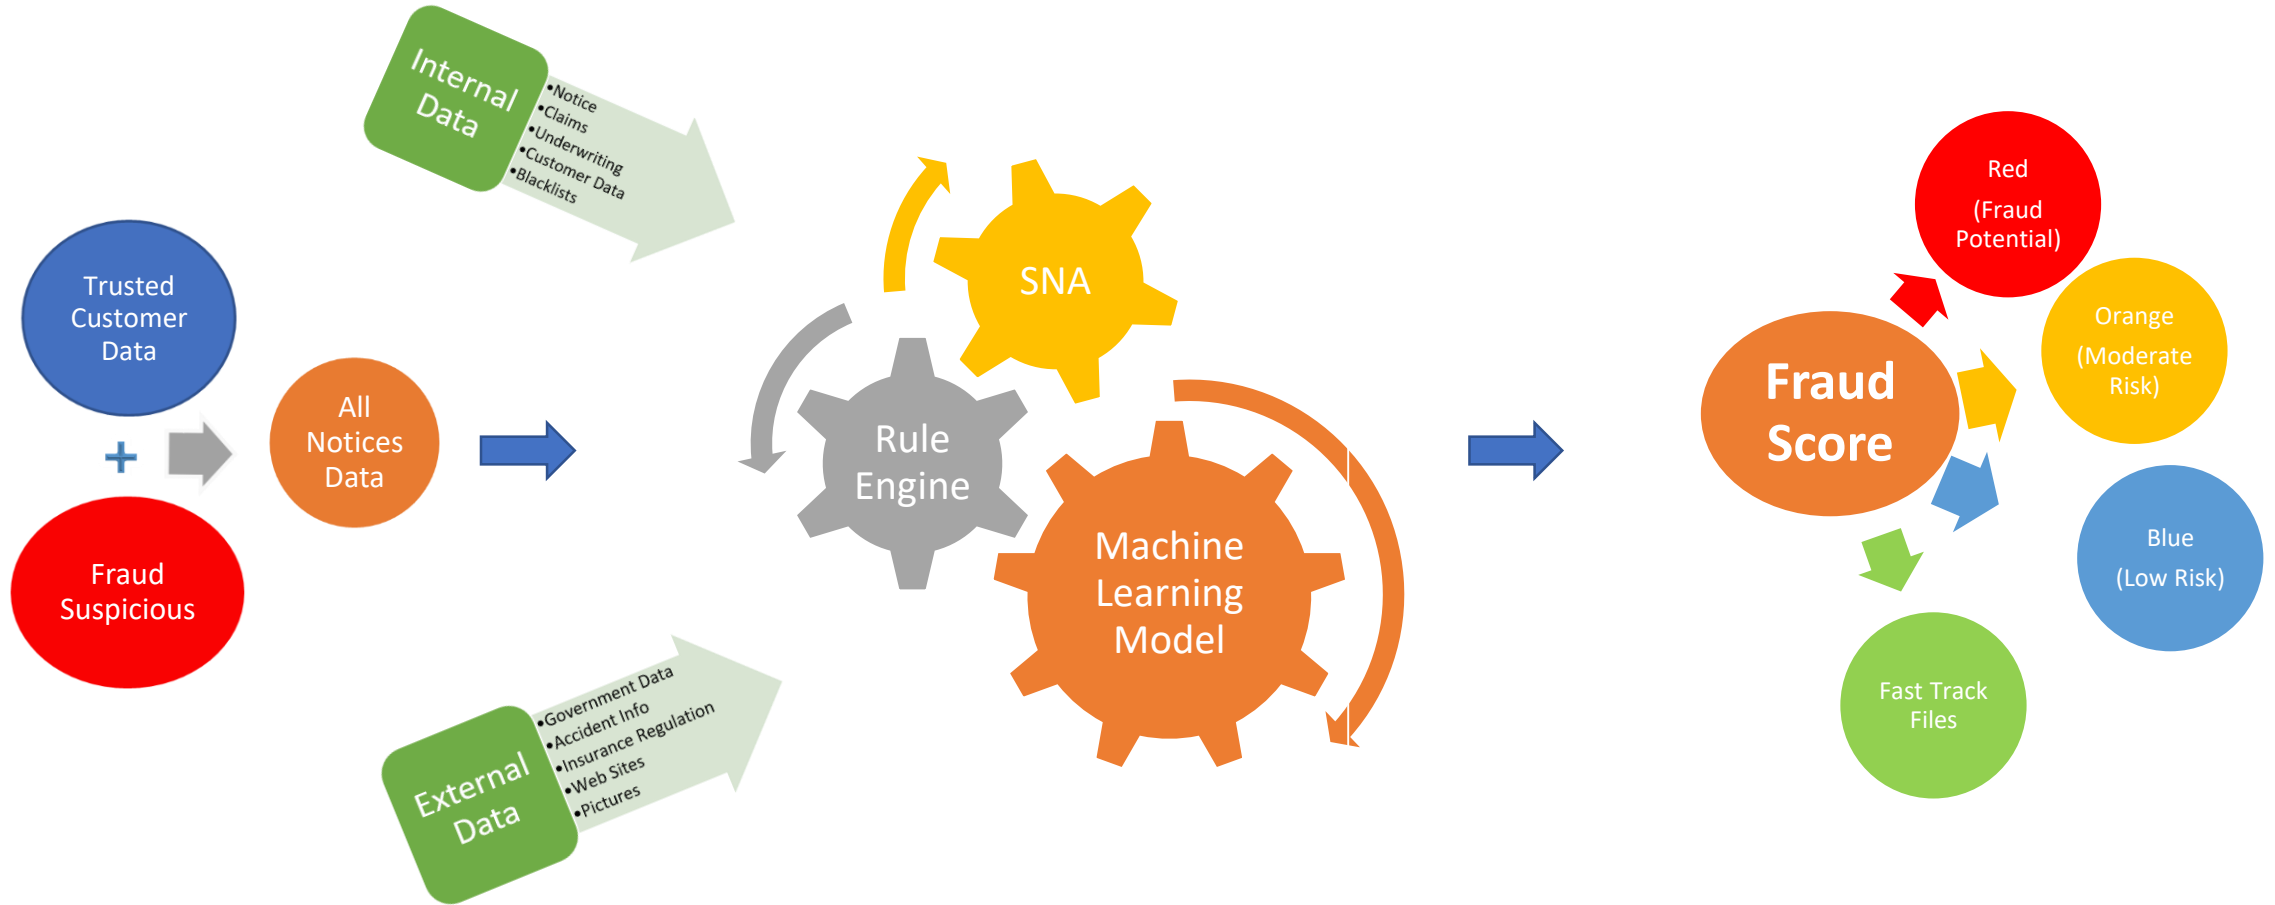 Internal
Data
•Notice
•Claims
•Underwriting
•Customer Data
•Blacklists
Trusted
Customer
Data
+
Fraud
Suspicious
All
Notices
Data
External
Data
•Government Data
•Accident Info
•Insurance Regulation
•Web Sites
•Pictures
SNA
Rule
Engine
Machine
Learning
Model
Fraud
Score
Red
(Fraud
Potential)
Orange
(Moderate
Risk)
Blue
(Low Risk)
Fast Track
Files